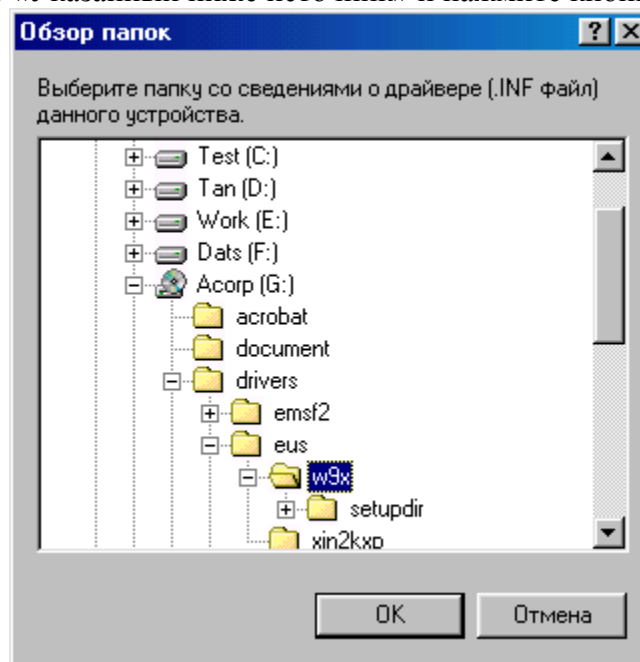 Обзор папок
Выберите папку со сведениями о драйвере (.INF файл)
данного устройства.
Test (C:)
Tan (D:)
Work (E:)
Dats (F:)
Acorp (G:)
acrobat
document
drivers
emsf2
eus
w9x
setupdir
xin2kxp
OK
Отмена